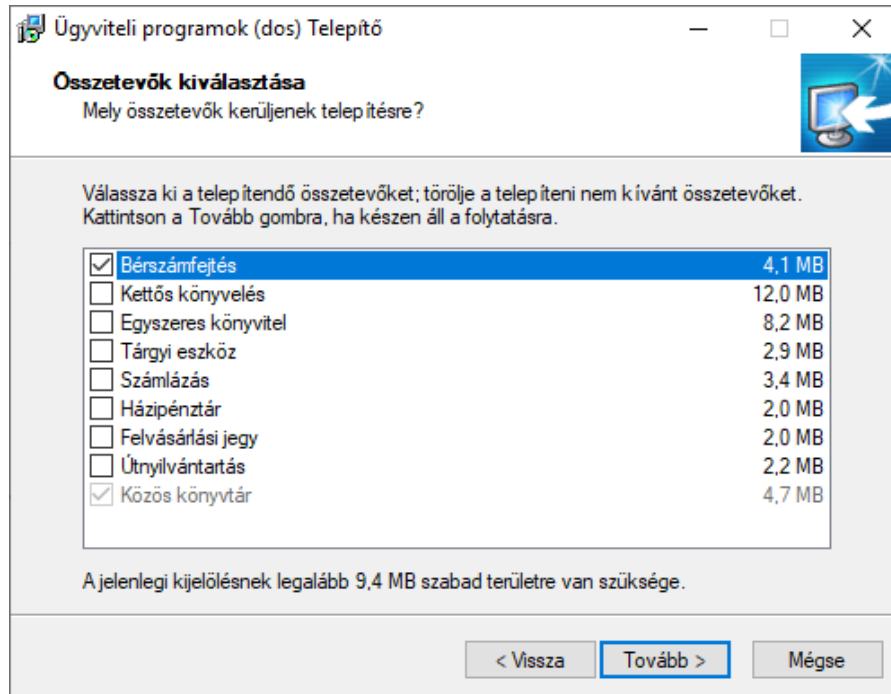 Ügyviteli programok (dos) Telepítő
Összetevők kiválasztása
Mely összetevők kerüljenek telepítésre?
Válassza ki a telepítendő összetevőket; törölje a telepíteni nem kívánt összetevőket.
Kattintson a Tovább gombra, ha készen áll a folytatásra.
Bérszámfejtés 4,1 MB
Kettős könyvelés 12,0 MB
Egyszeres könyvitel 8,2 MB
Tárgyi eszköz 2,9 MB
Számlázás 3,4 MB
Házipénztár 2,0 MB
Felvásárlási jegy 2,0 MB
Útnyilvántartás 2,2 MB
Közös könyvtár 4,7 MB
A jelenlegi kijelölésnek legalább 9,4 MB szabad területre van szüksége.
< Vissza Tovább > Mégse